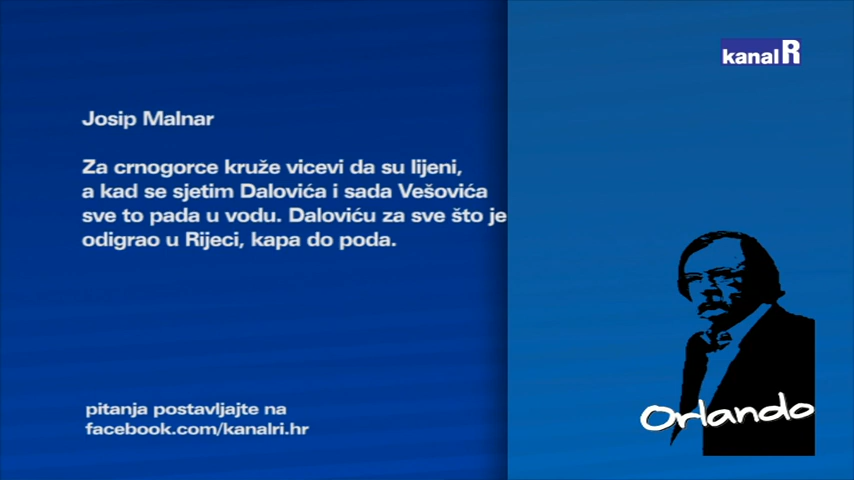 kanal R
Josip Malnar
Za crnogorce kruže vicevi da su lijeni,
a kad se sjetim Dalovića i sada Vešovića
sve to pada u vodu. Daloviću za sve što je
odigrao u Rijeci, kapa do poda.
Orlando
pitanja postavljajte na
facebook.com/kanalri.hr